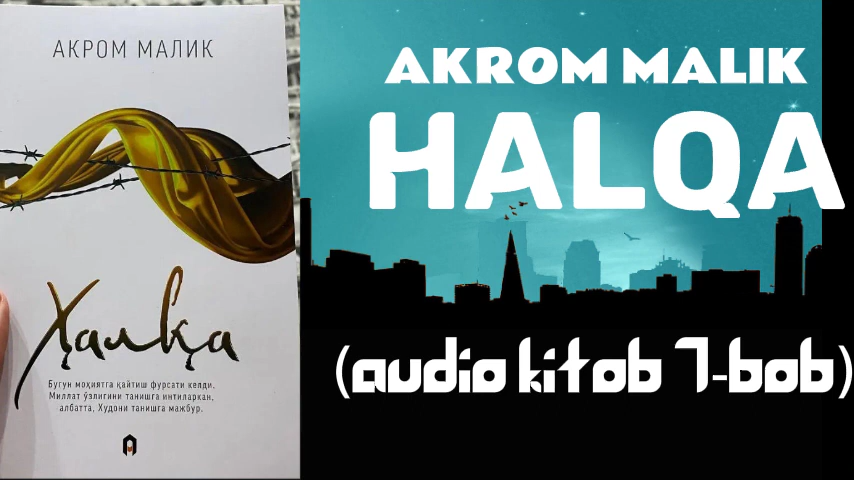 АКРОМ МАЛИК
Ҳалқа
Бугун моҳиятга қайтиш фурсати келди.
Миллат ўзлигини танишга интиларкан,
албатта, Худони танишга мажбур.
AKROM MALIK
HALQA
(audio kitob 7-bob)